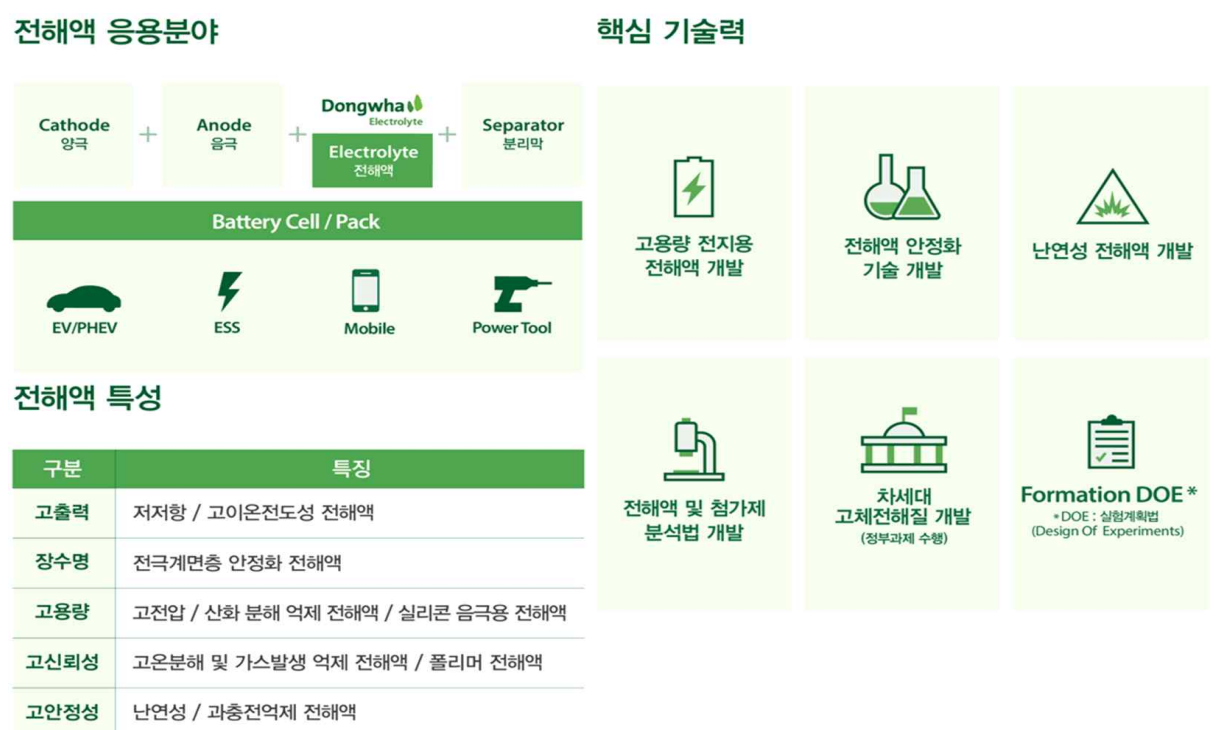 전해액 응용분야
Cathode
양극
+
Anode
음극
+
Dongwha
Electrolyte
Electrolyte
전해액
+
Separator
분리막
Battery Cell / Pack
EV/PHEV
ESS
Mobile
Power Tool
전해액 특성
구분 특징
고출력 저저항 / 고이온전도성 전해액
장수명 전극계면층 안정화 전해액
고용량 고전압 / 산화 분해 억제 전해액 / 실리콘 음극용 전해액
고신뢰성 고온분해 및 가스발생 억제 전해액 / 폴리머 전해액
고안정성 난연성 / 과충전억제 전해액
핵심 기술력
고용량 전지용
전해액 개발
전해액 안정화
기술 개발
난연성 전해액 개발
전해액 및 첨가제
분석법 개발
차세대
고체전해질 개발
(정부과제 수행)
Formation DOE*
*DOE : 실험계획법
(Design Of Experiments)